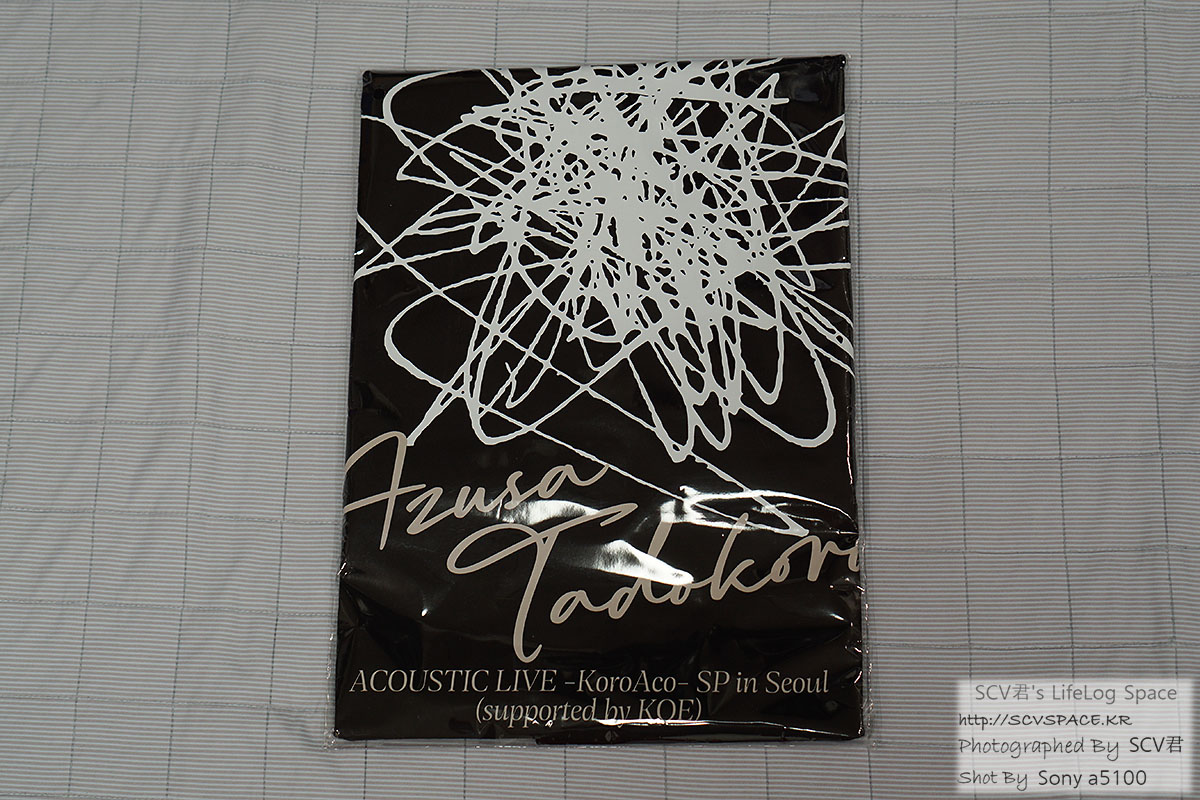 Azusa
Tadokoro
ACOUSTIC LIVE -KoroAco- SP in Seoul
(supported by KOE)
SCV君's LifeLog Space
http://SCVSPACE.KR
Photographed By SCV君
Shot By Sony a5100